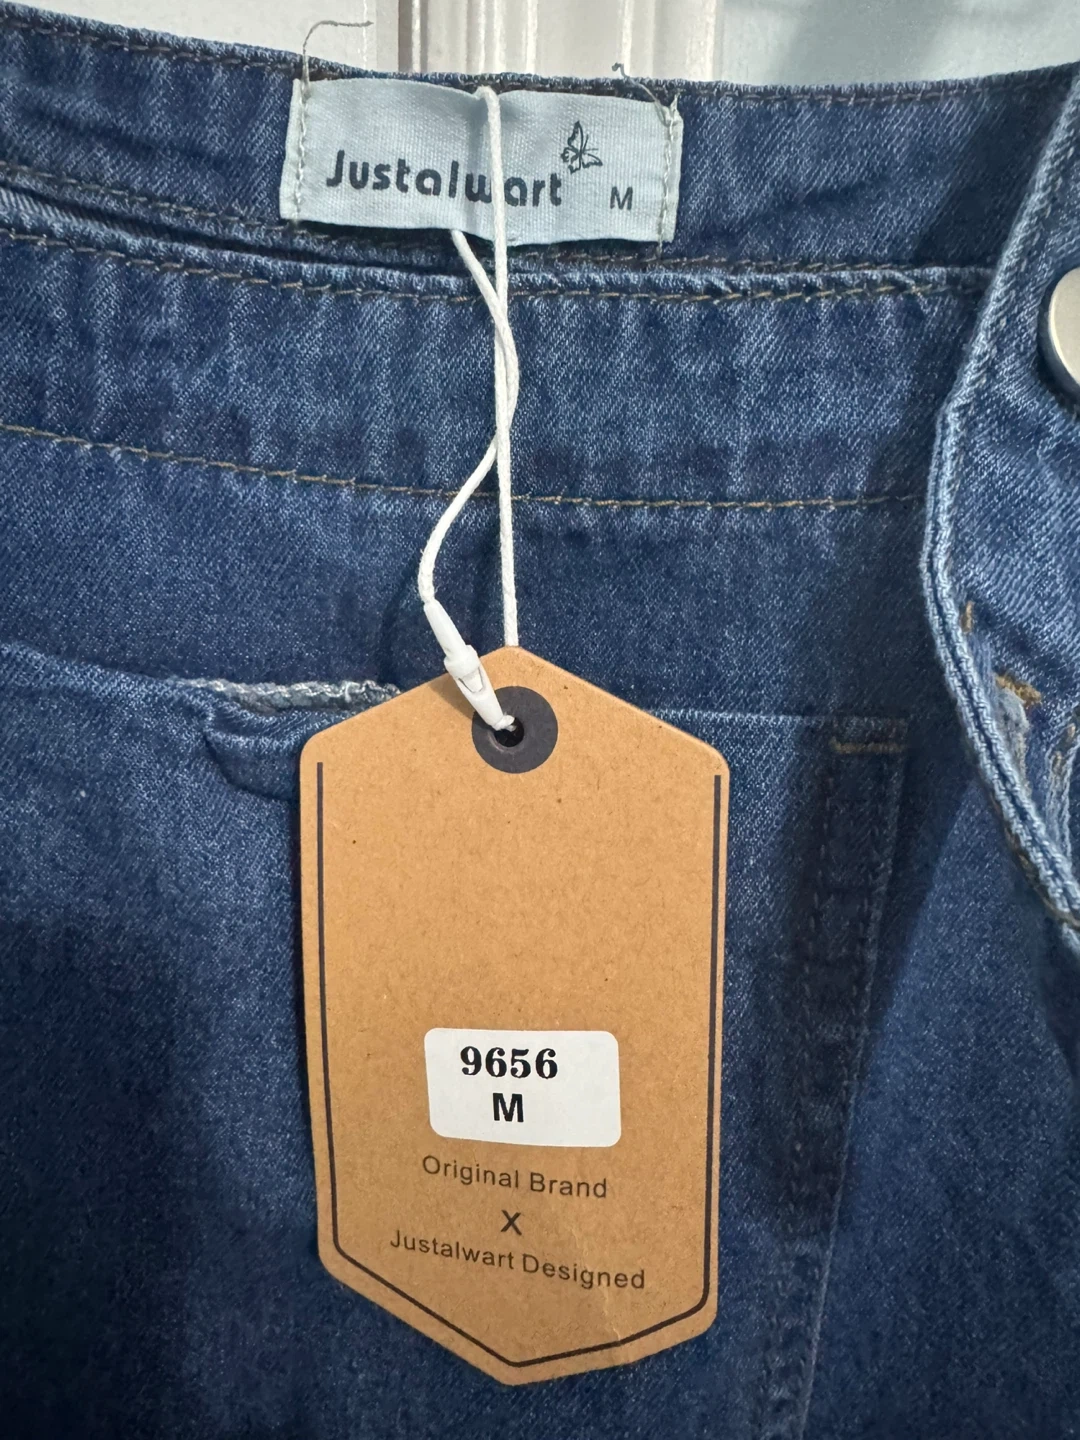 Justalwart M
9656
M
Original Brand
X
Justalwart Designed